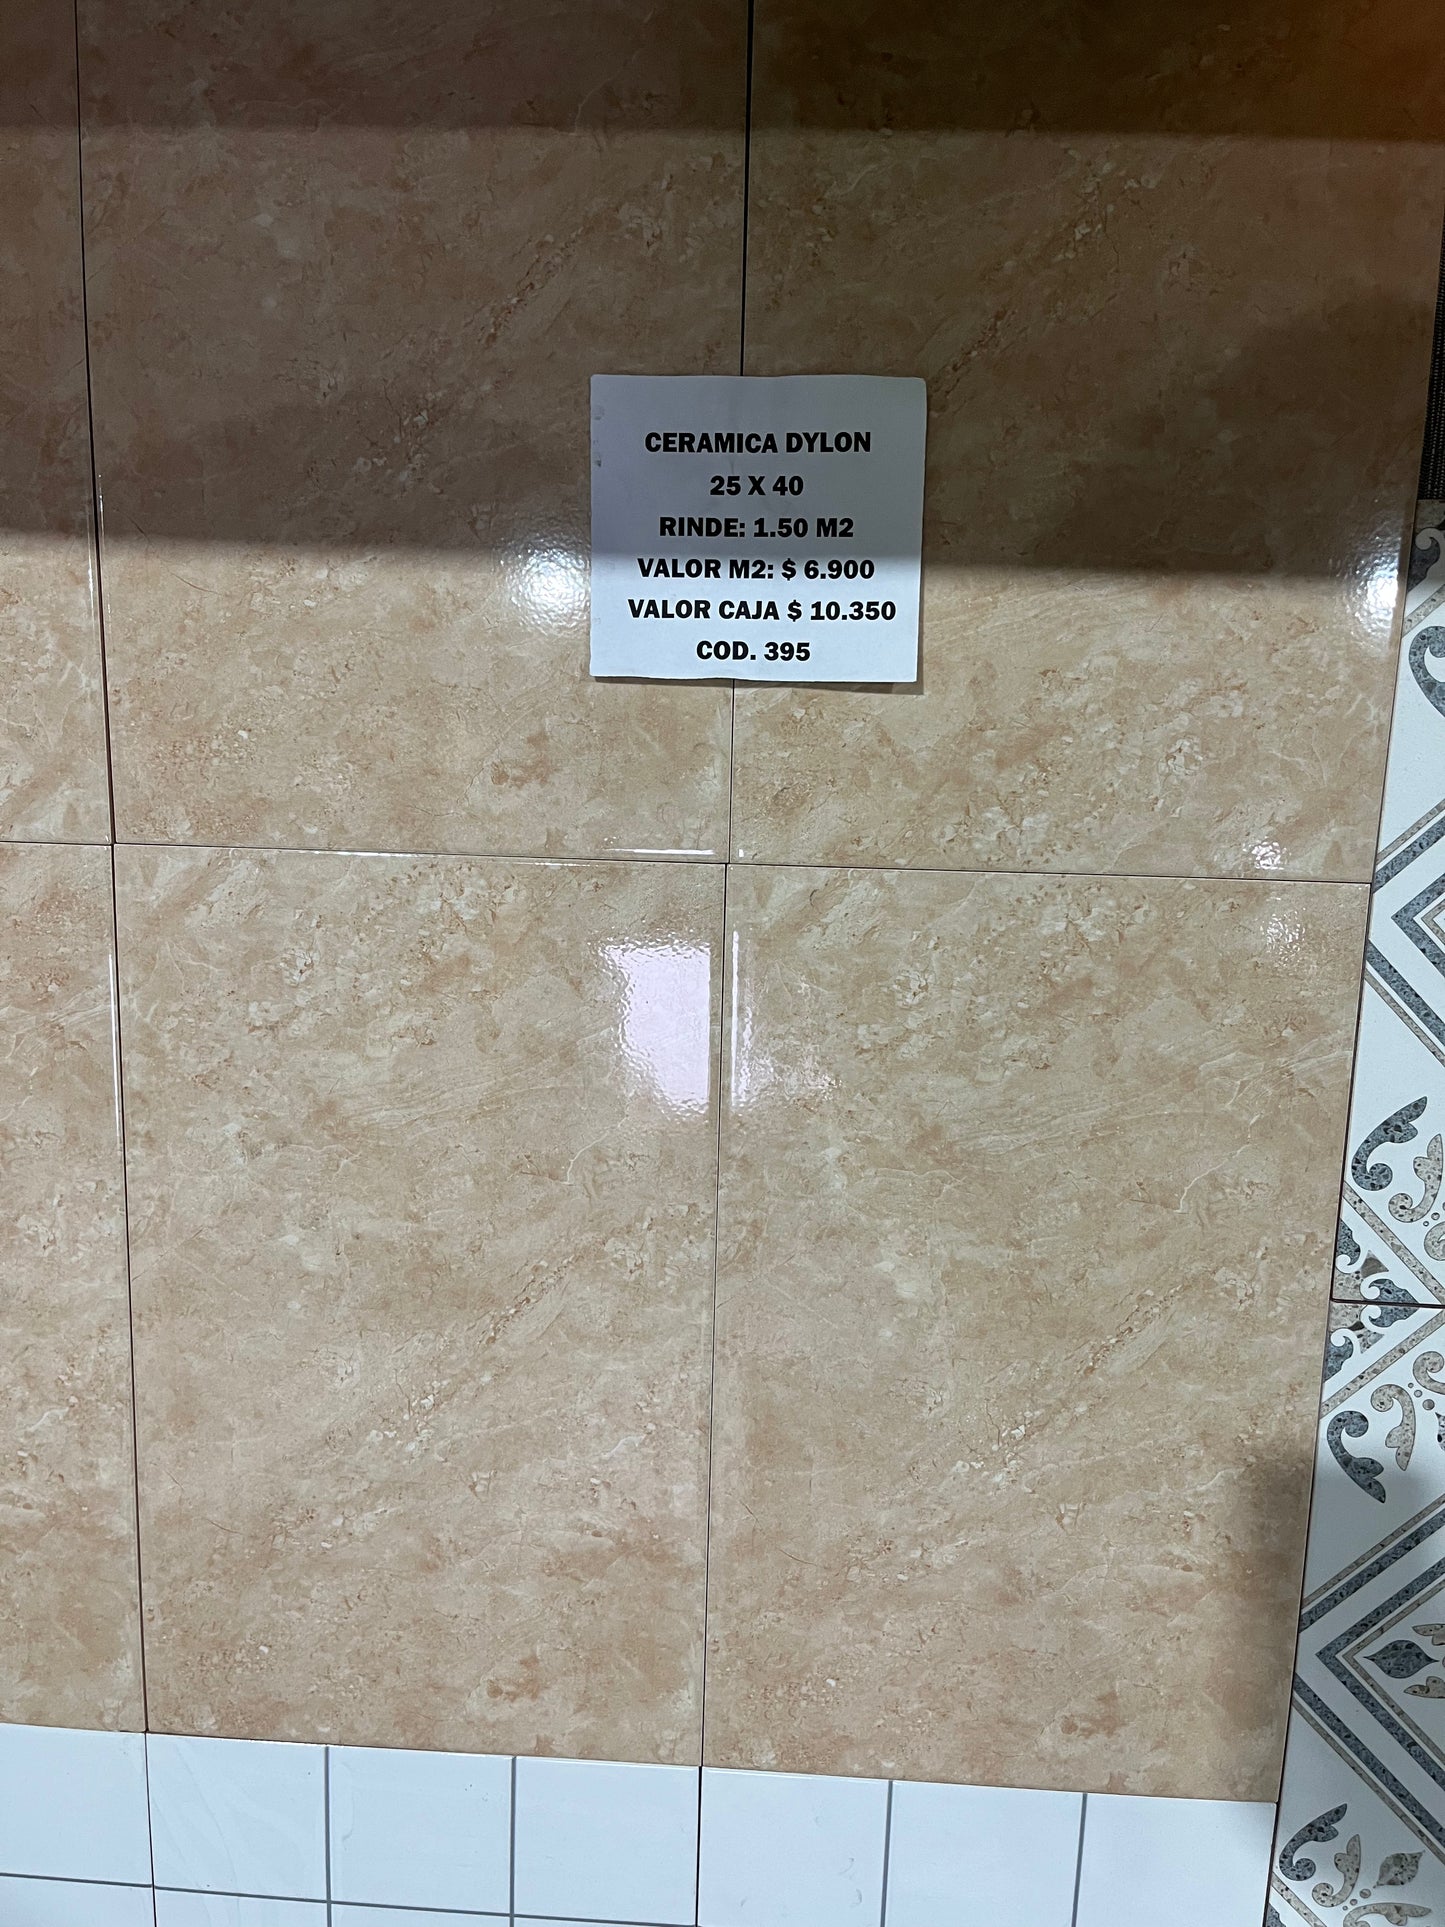 CERAMICA DYLON
25 X 40
RINDE: 1.50 M2
VALOR M2: $ 6.900
VALOR CAJA $ 10.350
COD. 395